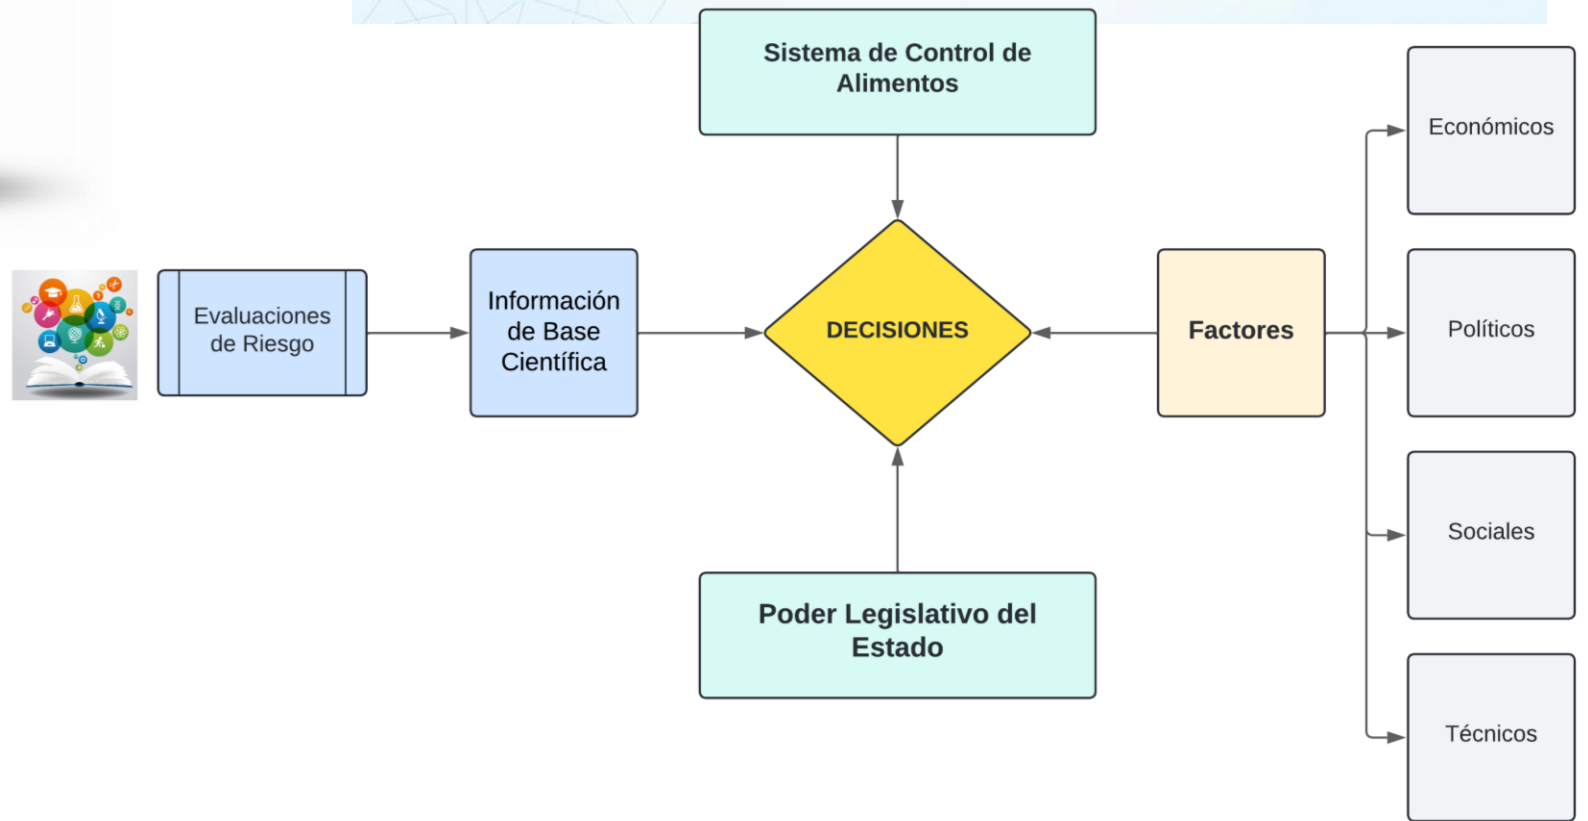 Sistema de Control de
Alimentos
Evaluaciones
de Riesgo
Información
de Base
Científica
DECISIONES
Factores
Económicos
Políticos
Sociales
Técnicos
Poder Legislativo del
Estado